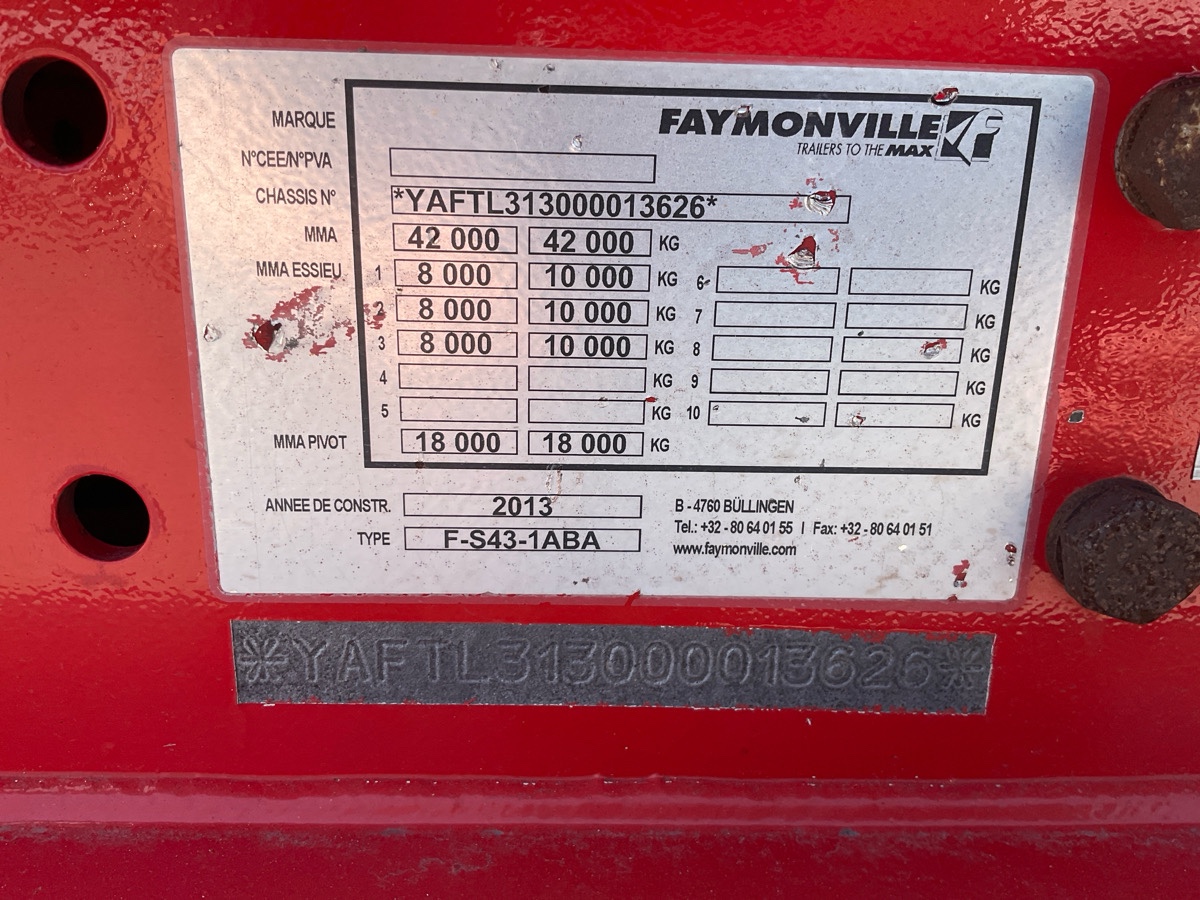 MARQUE FAYMONVILLE
TRAILERS TO THE MAX
N°CEE/N°PVA
CHASSIS N° *YAFTL313000013626*
MMA 42 000 42 000 KG
MMA ESSIEU 1 8 000 10 000 KG 6 KG
2 8 000 10 000 KG 7 KG
3 8 000 10 000 KG 8 KG
4 KG 9 KG
5 KG 10 KG
MMA PIVOT 18 000 18 000 KG
ANNEE DE CONSTR. 2013 B - 4760 BÜLLINGEN
Tel.: +32 - 80 64 01 55 | Fax: +32 - 80 64 01 51
TYPE F-S43-1ABA www.faymonville.com
*YAFTL313000013626*